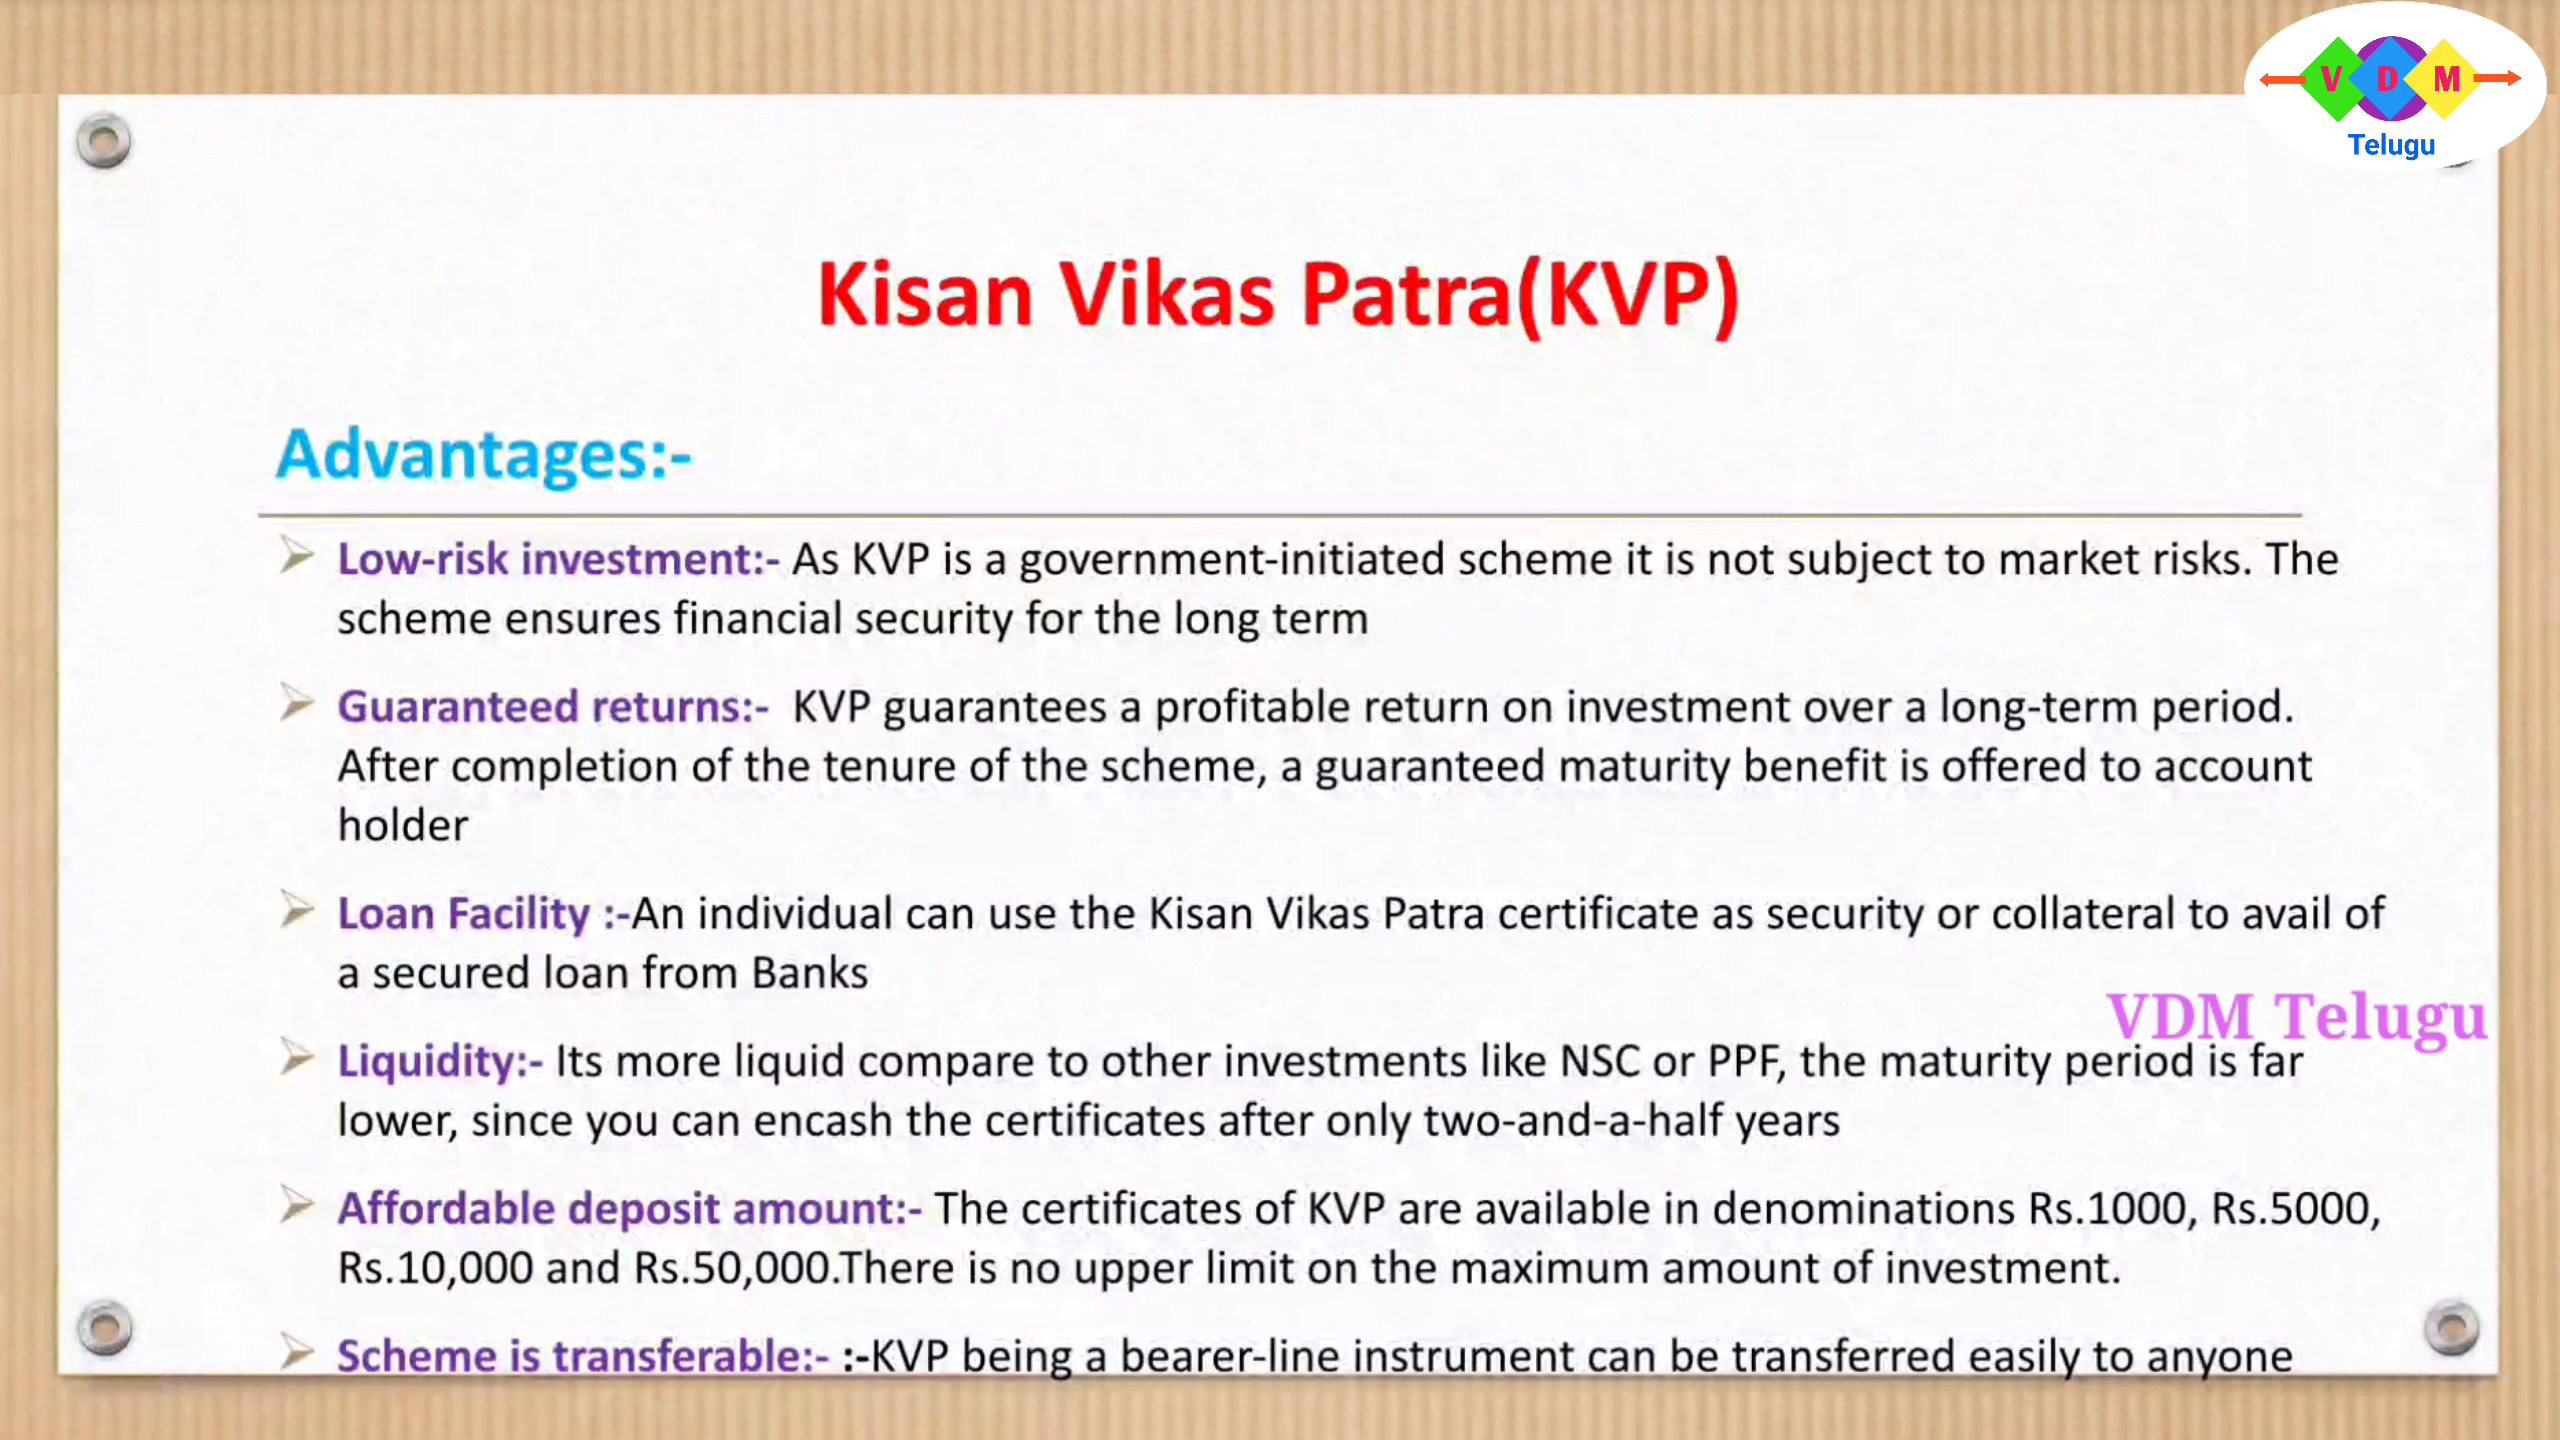 V D M
Telugu
Kisan Vikas Patra(KVP)
Advantages:-
Low-risk investment:- As KVP is a government-initiated scheme it is not subject to market risks. The
scheme ensures financial security for the long term
Guaranteed returns:- KVP guarantees a profitable return on investment over a long-term period.
After completion of the tenure of the scheme, a guaranteed maturity benefit is offered to account
holder
Loan Facility :-An individual can use the Kisan Vikas Patra certificate as security or collateral to avail of
a secured loan from Banks
VDM Telugu
Liquidity:- Its more liquid compare to other investments like NSC or PPF, the maturity period is far
lower, since you can encash the certificates after only two-and-a-half years
Affordable deposit amount:- The certificates of KVP are available in denominations Rs.1000, Rs.5000,
Rs.10,000 and Rs.50,000.There is no upper limit on the maximum amount of investment.
Scheme is transferable:- :-KVP being a bearer-line instrument can be transferred easily to anyone